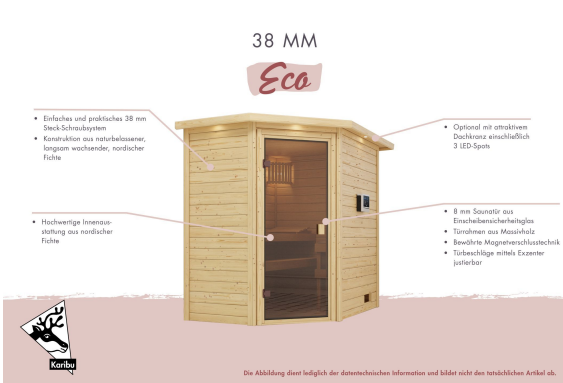 38 MM
Eco
• Einfaches und praktisches 38 mm
Steck-Schraubsystem
• Konstruktion aus naturbelassener,
langsam wachsender, nordischer
Fichte
• Optional mit attraktivem
Dachkranz einschließlich
3 LED-Spots
• Hochwertige Innenaus-
stattung aus nordischer
Fichte
• 8 mm Saunatür aus
Einscheibensicherheitsglas
• Türrahmen aus Massivholz
• Bewährte Magnetverschlusstechnik
• Türbeschläge mittels Exzenter
justierbar
Karibu
Die Abbildung dient lediglich der datentechnischen Information und bildet nicht den tatsächlichen Artikel ab.